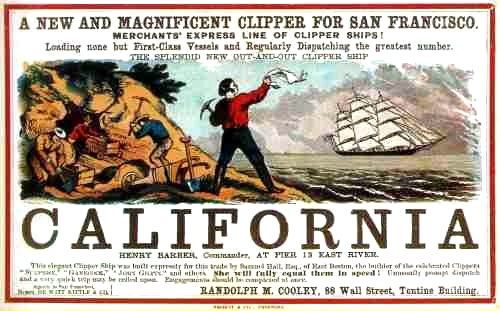 A NEW AND MAGNIFICENT CLIPPER FOR SAN FRANCISCO.
MERCHANTS' EXPRESS LINE OF CLIPPER SHIPS!
Loading none but First-Class Vessels and Regularly Dispatching the greatest number.
THE SPLENDID NEW OUT-AND-OUT CLIPPER SHIP
CALIFORNIA
HENRY BARBER, Commander, AT PIER 13 EAST RIVER.
This elegant Clipper Ship was built expressly for this trade by Samuel Hall, Esq., of East Boston, the builder of the celebrated Clippers
"SURPRISE," "GAMECOCK," "JOHN GILPIN," and others. She will fully equal them in speed! Unusually prompt dispatch
and a very quick trip may be relied upon. Engagements should be completed at once.
Agents in San Francisco,
Messrs. DE WITT KITTLE & CO.
RANDOLPH M. COOLEY, 88 Wall Street, Tontine Building.